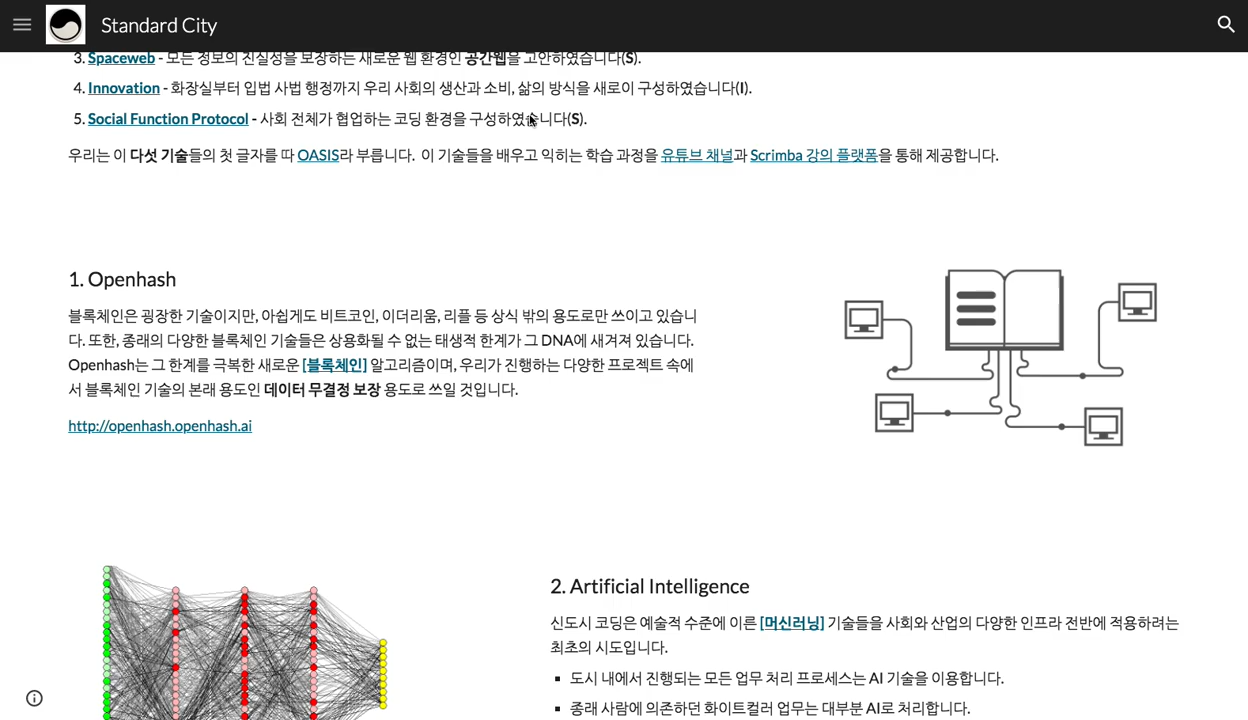 Standard City
3. Spaceweb - 모든 정보의 진실성을 보장하는 새로운 웹 환경인 공간웹을 고안하였습니다(S).
4. Innovation - 화장실부터 입법 사법 행정까지 우리 사회의 생산과 소비, 삶의 방식을 새로이 구성하였습니다(I).
5. Social Function Protocol - 사회 전체가 협업하는 코딩 환경을 구성하였습니다(S).
우리는 이 다섯 기술들의 첫 글자를 따 OASIS라 부릅니다. 이 기술들을 배우고 익히는 학습 과정을 유튜브 채널과 Scrimba 강의 플랫폼을 통해 제공합니다.
1. Openhash
블록체인은 굉장한 기술이지만, 아쉽게도 비트코인, 이더리움, 리플 등 상식 밖의 용도로만 쓰이고 있습니
다. 또한, 종래의 다양한 블록체인 기술들은 상용화될 수 없는 태생적 한계가 그 DNA에 새겨져 있습니다.
Openhash는 그 한계를 극복한 새로운 [블록체인] 알고리즘이며, 우리가 진행하는 다양한 프로젝트 속에
서 블록체인 기술의 본래 용도인 데이터 무결정 보장 용도로 쓰일 것입니다.
http://openhash.openhash.ai
2. Artificial Intelligence
신도시 코딩은 예술적 수준에 이른 [머신러닝] 기술들을 사회와 산업의 다양한 인프라 전반에 적용하려는
최초의 시도입니다.
▪ 도시 내에서 진행되는 모든 업무 처리 프로세스는 AI 기술을 이용합니다.
▪ 종래 사람에 의존하던 화이트컬러 업무는 대부분 AI로 처리합니다.